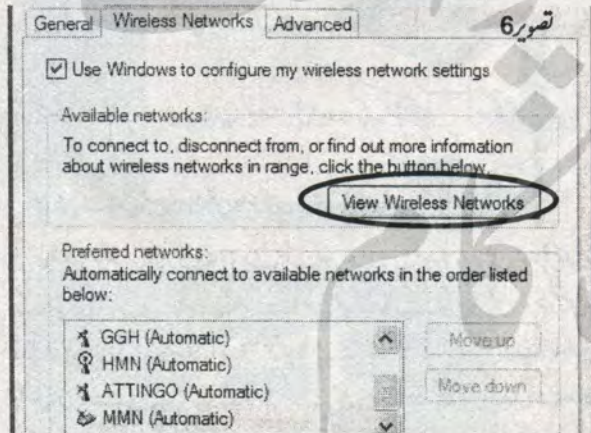 General Wireless Networks Advanced
تصویر6
Use Windows to configure my wireless network settings
Available networks:
To connect to, disconnect from, or find out more information
about wireless networks in range, click the button below.
View Wireless Networks
Preferred networks:
Automatically connect to available networks in the order listed
below:
GGH (Automatic)
HMN (Automatic)
ATTINGO (Automatic)
MMN (Automatic)
Move up
Move down